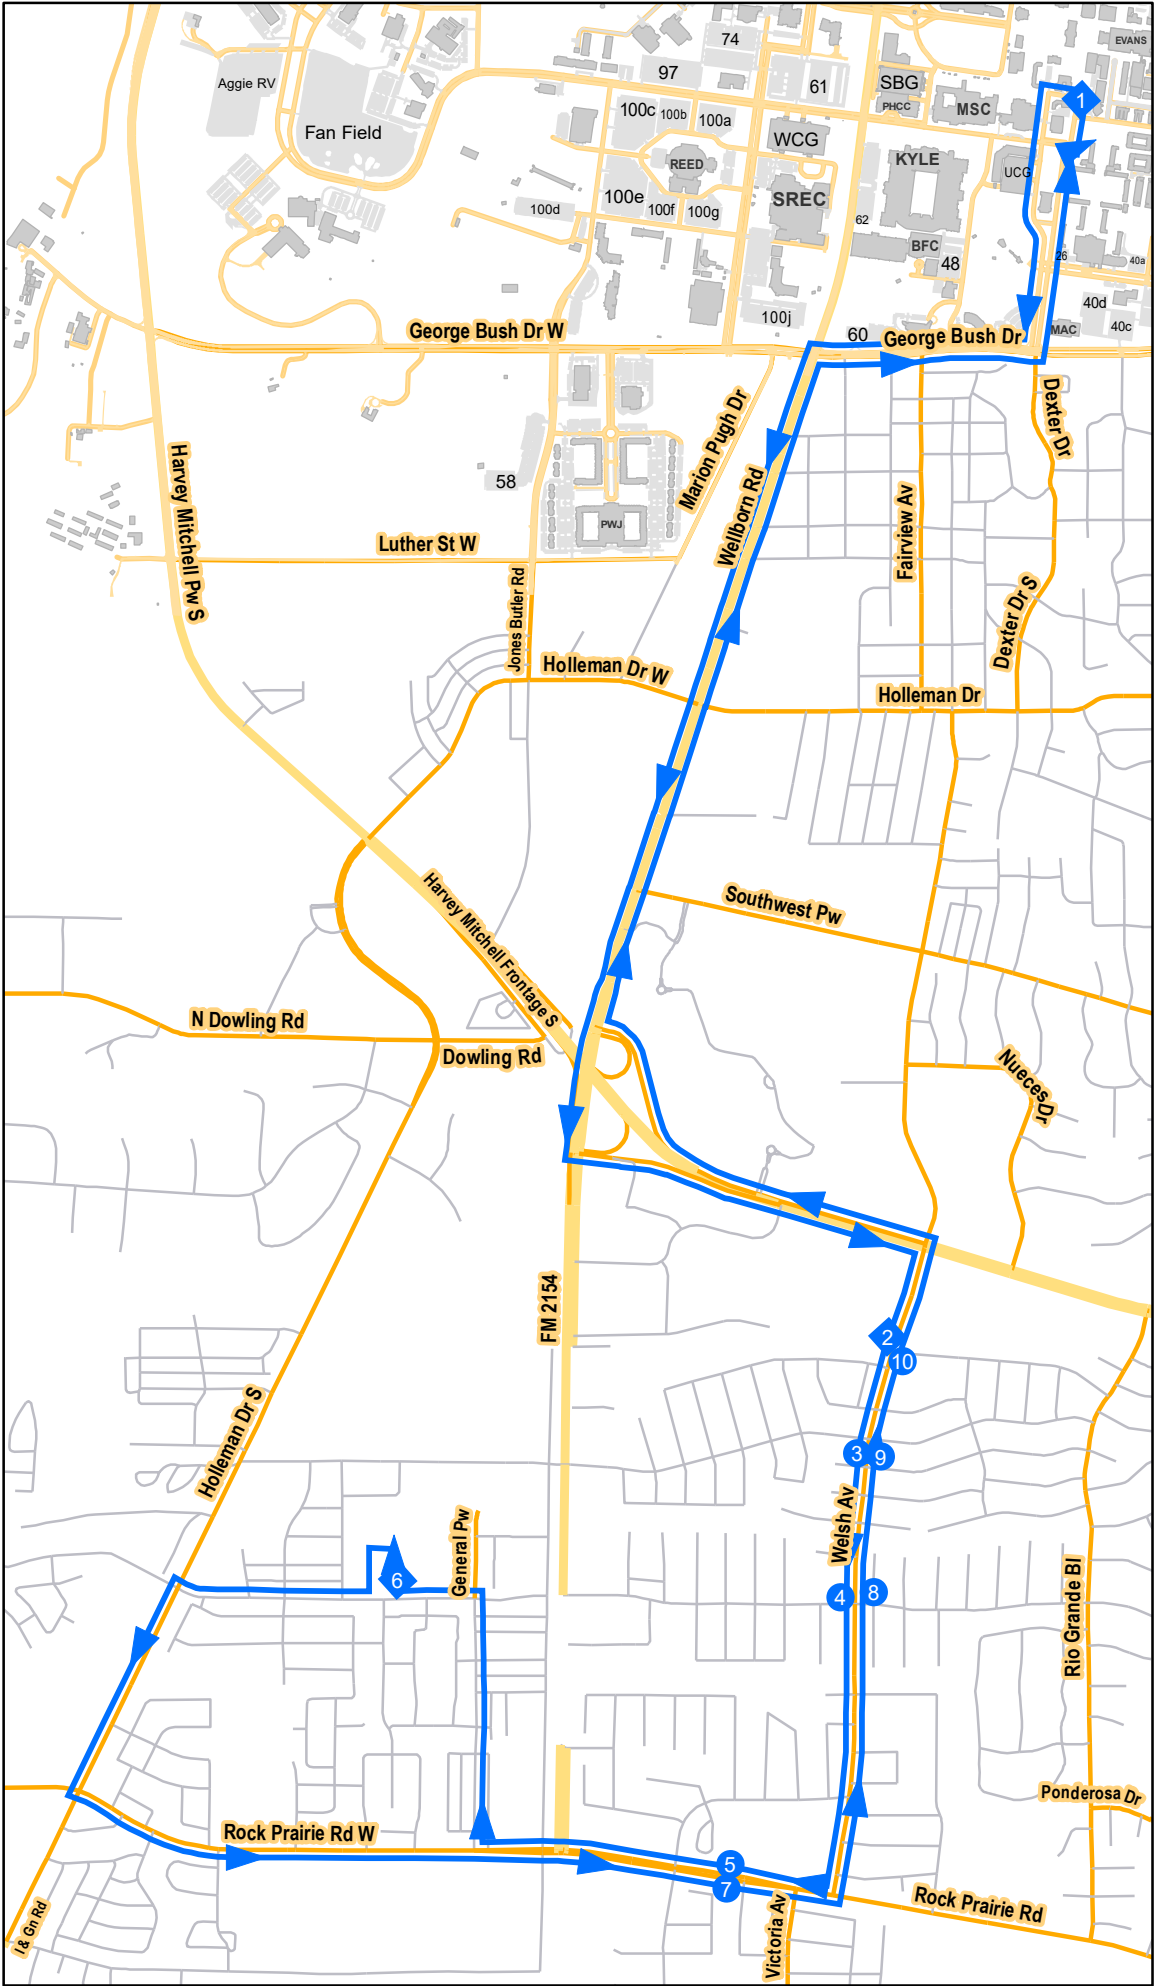 EVANS
74
97
61
SBG
PHCC
MSC
1
Aggie RV
Fan Field
100c
100b
100a
WCG
KYLE
UCG
REED
100e
100f
100g
100d
SREC
62
BFC
48
26
40a
40d
40c
MAC
100j
60
George Bush Dr W
George Bush Dr
Dexter Dr
Marion Pugh Dr
Wellborn Rd
Fairview Av
Harvey Mitchell Pw S
58
PWJ
Luther St W
Jones Butler Rd
Dexter Dr S
Holleman Dr W
Holleman Dr
Southwest Pw
Harvey Mitchell Frontage S
N Dowling Rd
Dowling Rd
Nueces Dr
FM 2154
2
10
Holleman Dr S
3
9
Welsh Av
General Pw
6
4
8
Rio Grande Bl
Ponderosa Dr
Rock Prairie Rd W
5
7
Rock Prairie Rd
Victoria Av
I & Gn Rd